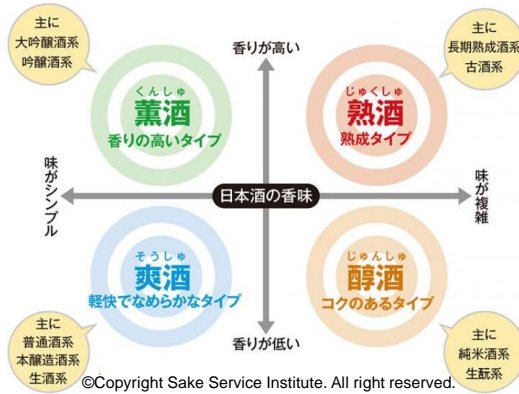 主に
大吟醸酒系
吟醸酒系
香りが高い
主に
長期熟成酒系
古酒系
くんしゅ
薫酒
香りの高いタイプ
じゅくしゅ
熟酒
熟成タイプ
味がシンプル
日本酒の香味
味が複雑
そうしゅ
爽酒
軽快でなめらかなタイプ
じゅんしゅ
醇酒
コクのあるタイプ
主に
普通酒系
本醸造酒系
生酒系
香りが低い
主に
純米酒系
生酛系
©Copyright Sake Service Institute. All right reserved.